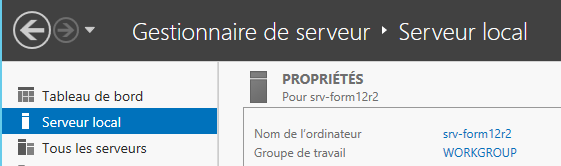 Gestionnaire de serveur ‣ Serveur local
Tableau de bord
Serveur local
Tous les serveurs
PROPRIÉTÉS
Pour srv-form12r2
Nom de l'ordinateur srv-form12r2
Groupe de travail WORKGROUP